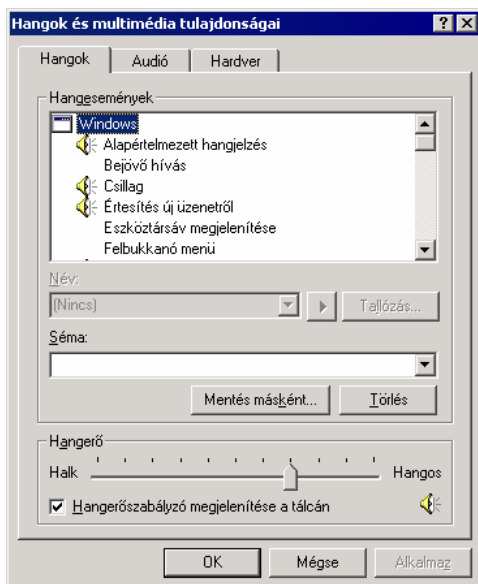 Hangok és multimédia tulajdonságai
Hangok Audió Hardver
Hangesemények
Windows
Alapértelmezett hangjelzés
Bejövő hívás
Csillag
Értesítés új üzenetről
Eszköztársáv megjelenítése
Felbukkanó menü
Név:
(Nincs) Tallózás...
Séma:
Mentés másként... Törlés
Hangerő
Halk Hangos
Hangerőszabályzó megjelenítése a tálcán
OK Mégse Alkalmaz